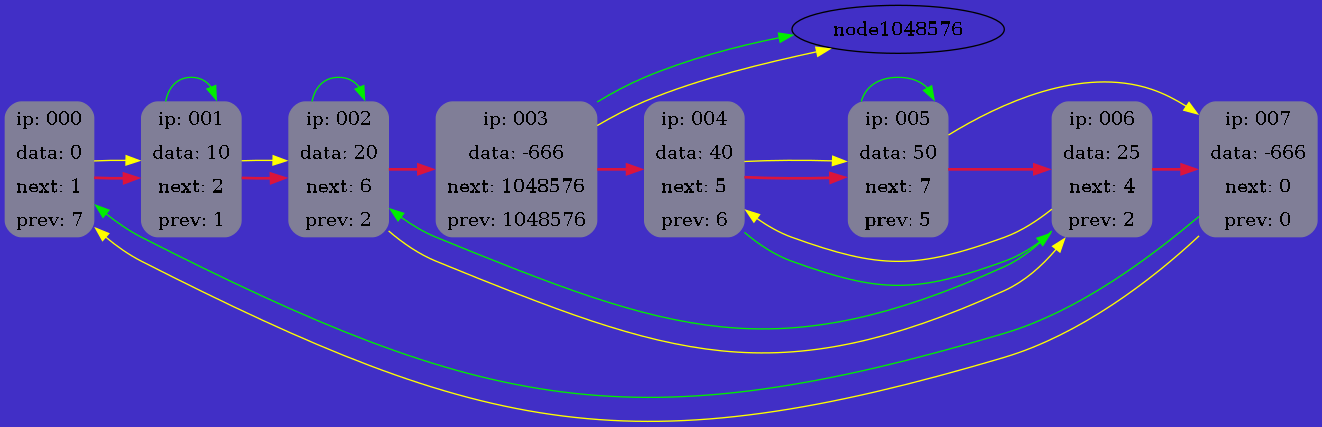 node1048576
ip: 000
data: 0
next: 1
prev: 7
ip: 001
data: 10
next: 2
prev: 1
ip: 002
data: 20
next: 6
prev: 2
ip: 003
data: -666
next: 1048576
prev: 1048576
ip: 004
data: 40
next: 5
prev: 6
ip: 005
data: 50
next: 7
prev: 5
ip: 006
data: 25
next: 4
prev: 2
ip: 007
data: -666
next: 0
prev: 0